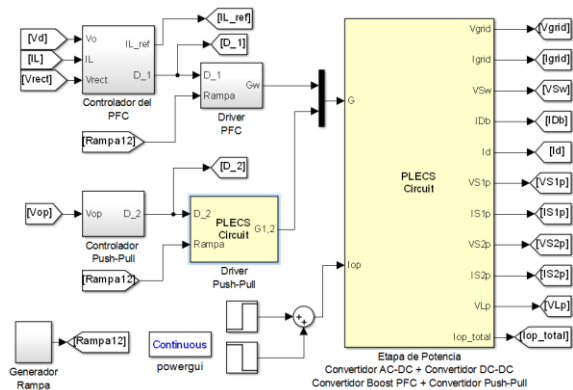 [Vd]
[IL]
[Vrect]
Vo
IL
Vrect
IL_ref
D_1
Controlador del
PFC
[IL_ref]
[D_1]
D_1
Rampa
Gw
Driver
PFC
[Rampa12]
[Vop]
Vop
D_2
Controlador
Push-Pull
[D_2]
D_2
Rampa
PLECS
Circuit
G1,2
Driver
Push-Pull
[Rampa12]
Generador
Rampa
[Rampa12]
Continuous
powergui
G
Iop
PLECS
Circuit
Vgrid
Igrid
VSw
IDb
Id
VS1p
IS1p
VS2p
IS2p
VLp
Iop_total
[Vgrid]
[Igrid]
[VSw]
[IDb]
[Id]
[VS1p]
[IS1p]
[VS2p]
[IS2p]
[VLp]
[Iop_total]
Etapa de Potencia
Convertidor AC-DC + Convertidor DC-DC
Convertidor Boost PFC + Convertidor Push-Pull